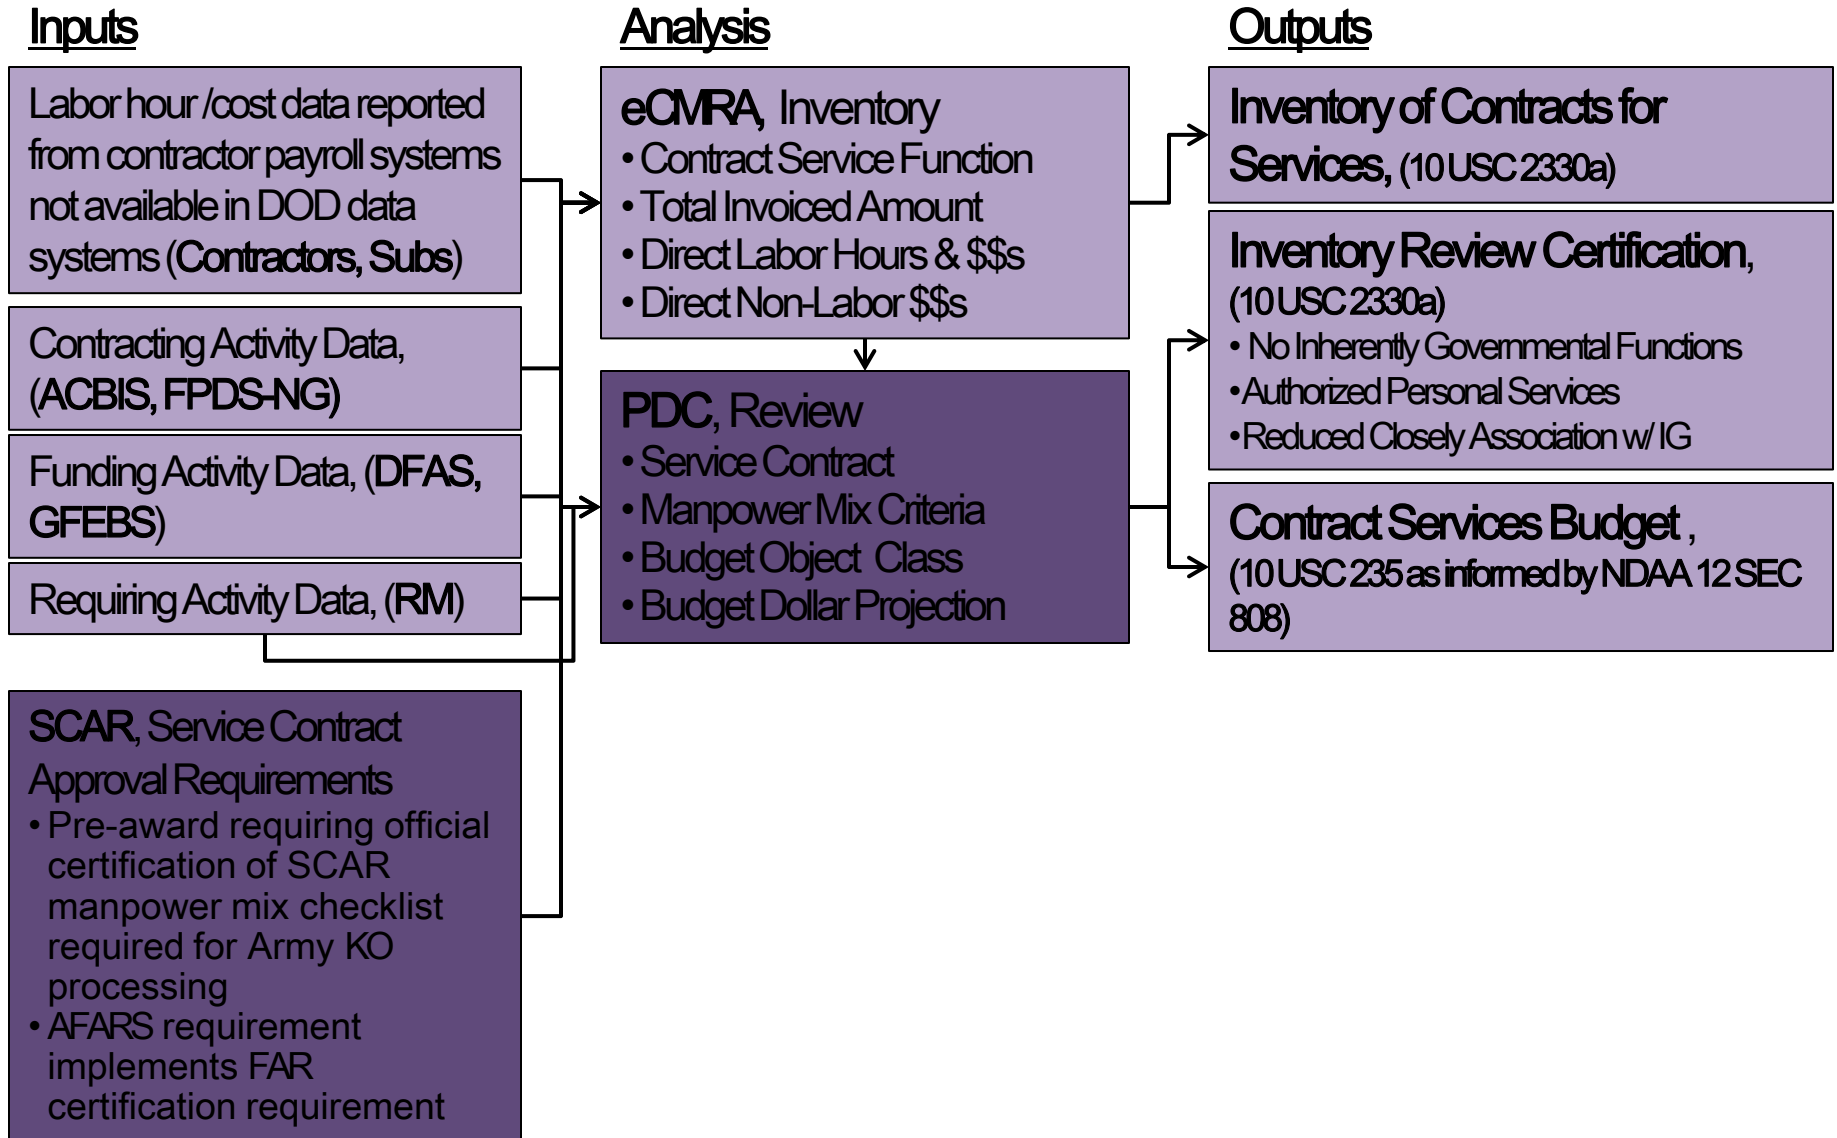 Inputs
Labor hour /cost data reported
from contractor payroll systems
not available in DOD data
systems (Contractors, Subs)
Contracting Activity Data,
(ACBIS, FPDS-NG)
Funding Activity Data, (DFAS,
GFEBS)
Requiring Activity Data, (RM)
SCAR, Service Contract
Approval Requirements
• Pre-award requiring official
certification of SCAR
manpower mix checklist
required for Army KO
processing
• AFARS requirement
implements FAR
certification requirement
Analysis
eCMRA, Inventory
• Contract Service Function
• Total Invoiced Amount
• Direct Labor Hours & $$s
• Direct Non-Labor $$s
PDC, Review
• Service Contract
• Manpower Mix Criteria
• Budget Object Class
• Budget Dollar Projection
Outputs
Inventory of Contracts for
Services, (10 USC 2330a)
Inventory Review Certification,
(10 USC 2330a)
• No Inherently Governmental Functions
•Authorized Personal Services
•Reduced Closely Association w/ IG
Contract Services Budget ,
(10 USC 235 as informed by NDAA 12 SEC
808)